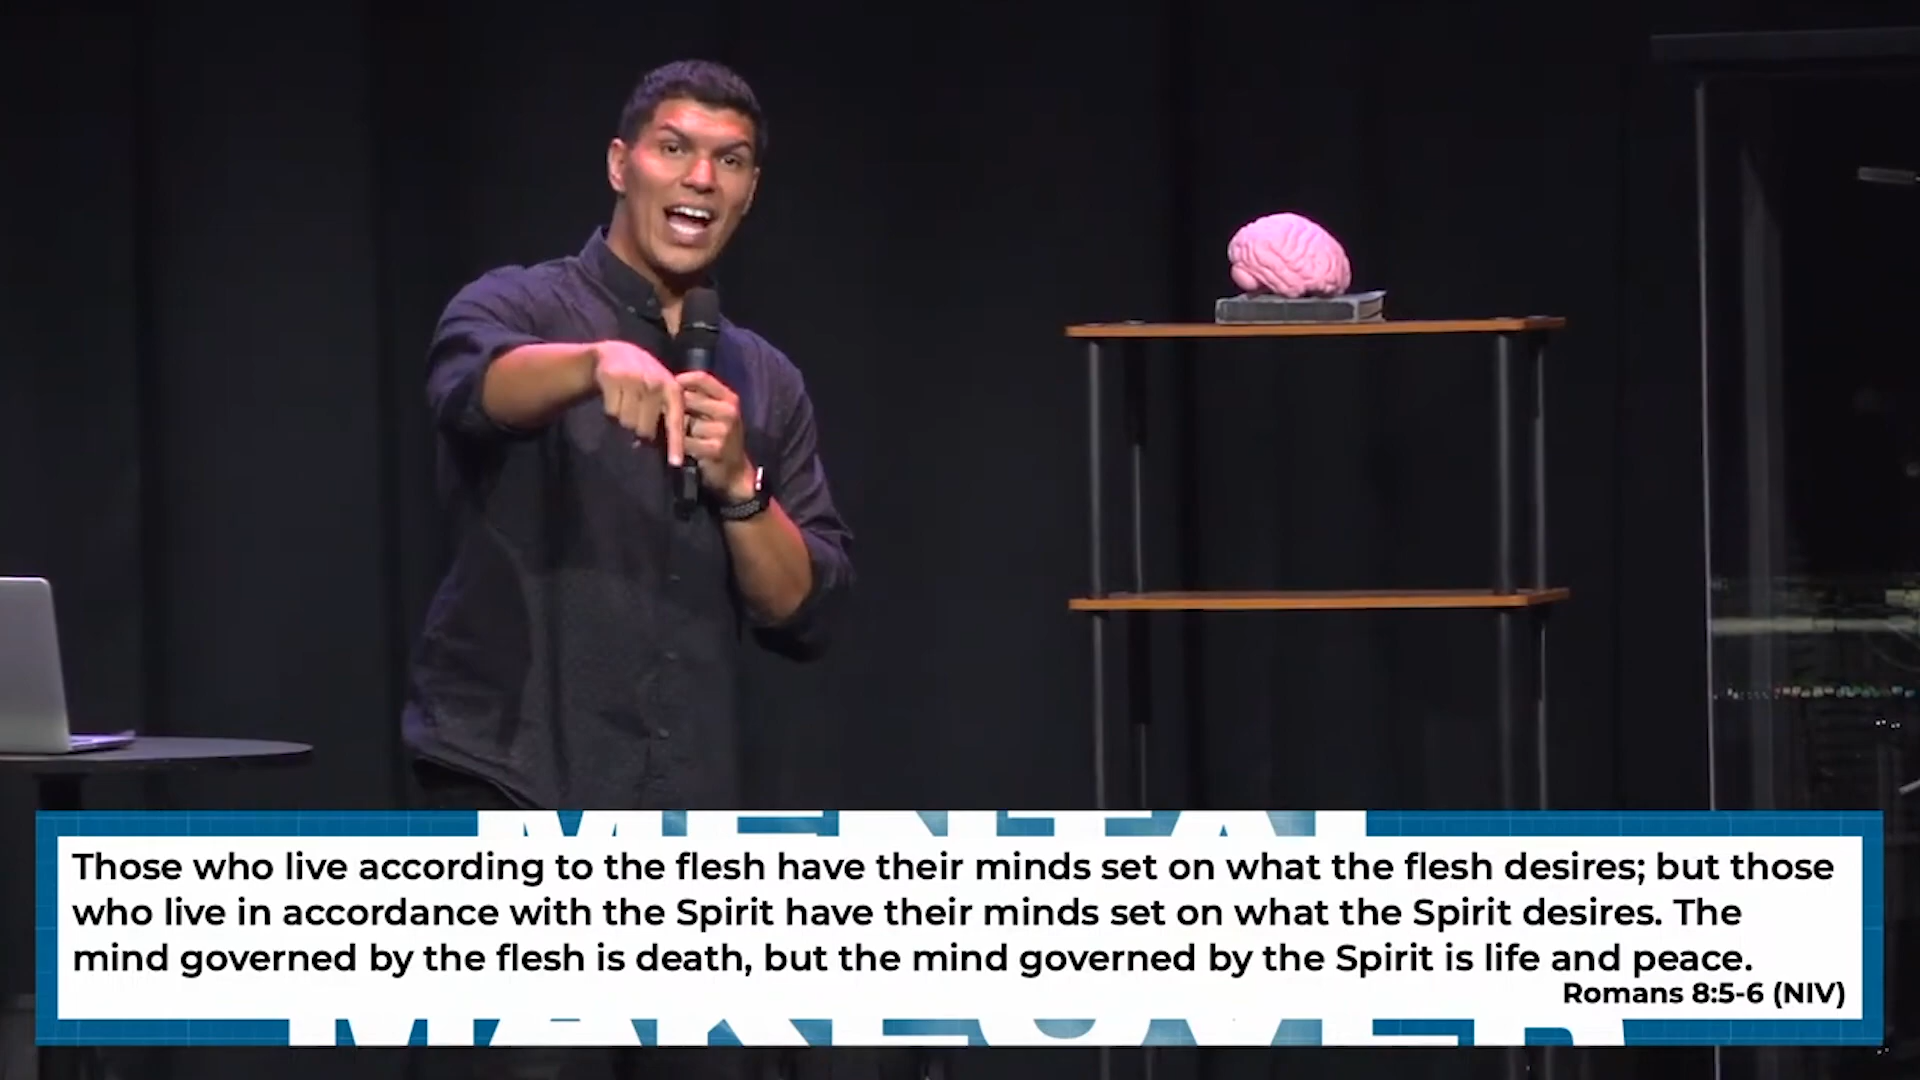 MENTAL
Those who live according to the flesh have their minds set on what the flesh desires; but those
who live in accordance with the Spirit have their minds set on what the Spirit desires. The
mind governed by the flesh is death, but the mind governed by the Spirit is life and peace.
Romans 8:5-6 (NIV)
MAKEOVER